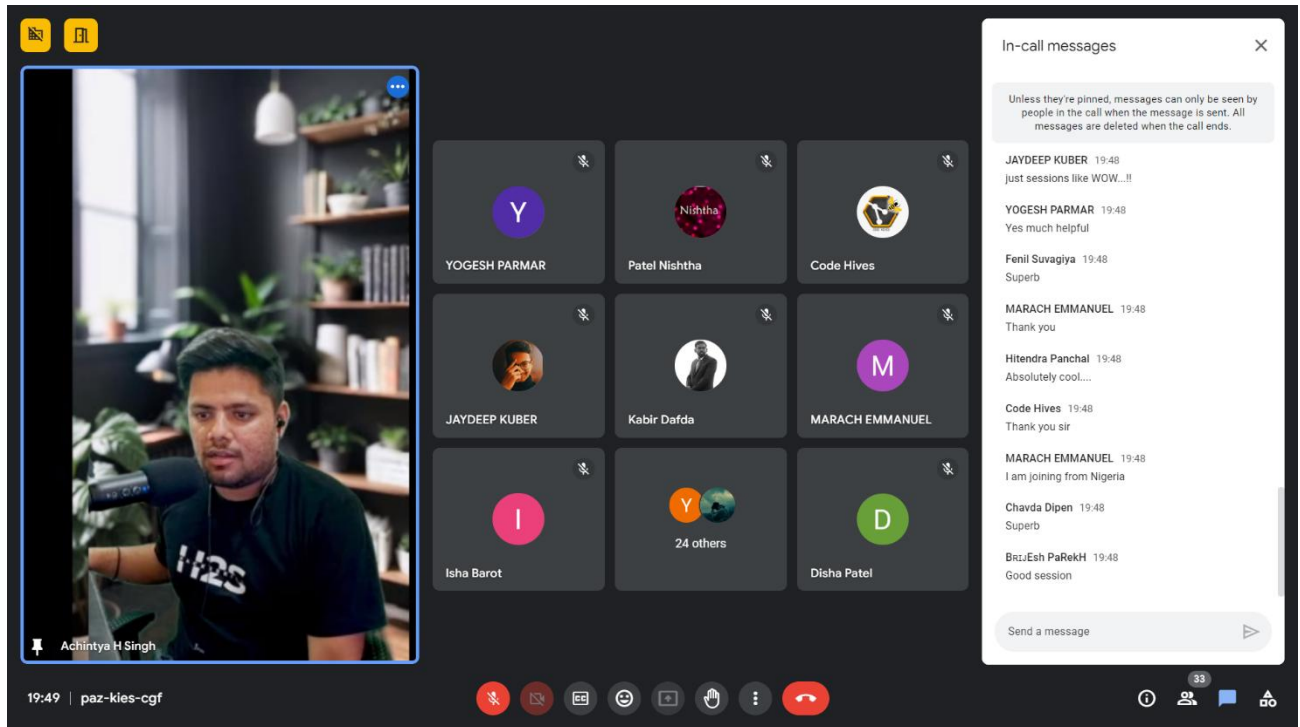 In-call messages
Unless they're pinned, messages can only be seen by
people in the call when the message is sent. All
messages are deleted when the call ends.
JAYDEEP KUBER 19:48
just sessions like WOW...!!
YOGESH PARMAR 19:48
Yes much helpful
Fenil Suvagiya 19:48
Superb
MARACH EMMANUEL 19:48
Thank you
Hitendra Panchal 19:48
Absolutely cool....
Code Hives 19:48
Thank you sir
MARACH EMMANUEL 19:48
I am joining from Nigeria
Chavda Dipen 19:48
Superb
BRIJEsh PaRekH 19:48
Good session
Send a message
Y
YOGESH PARMAR
Nishtha
Patel Nishtha
Code Hives
JAYDEEP KUBER
Kabir Dafda
M
MARACH EMMANUEL
I
Isha Barot
Y
24 others
D
Disha Patel
H2S
Achintya H Singh
19:49 | paz-kies-cgf
CC
33